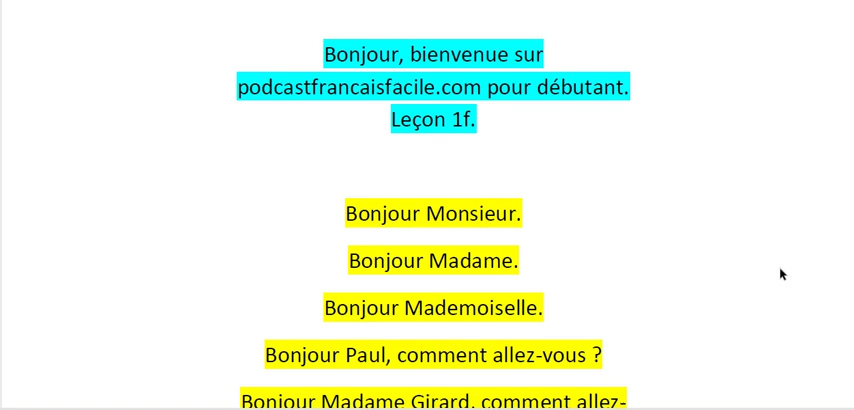 Bonjour, bienvenue sur
podcastfrancaisfacile.com pour débutant.
Leçon 1f.
Bonjour Monsieur.
Bonjour Madame.
Bonjour Mademoiselle.
Bonjour Paul, comment allez-vous ?
Bonjour Madame Girard, comment allez-